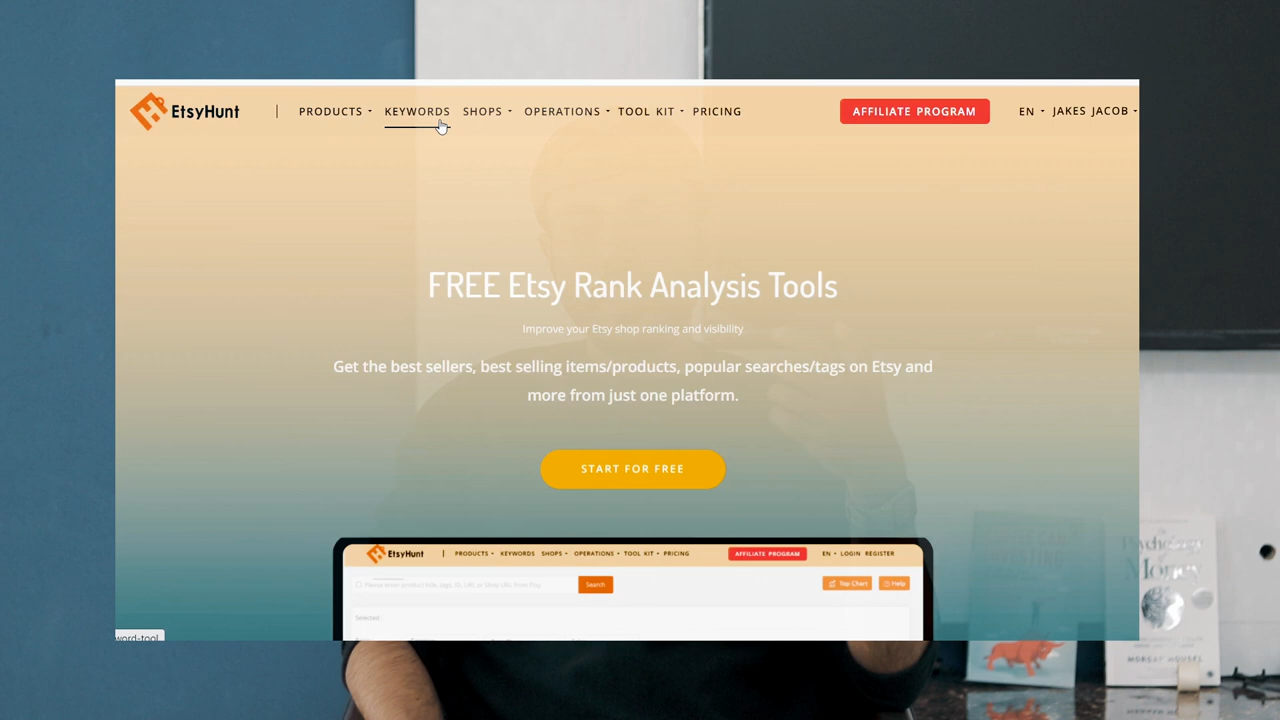 EtsyHunt | PRODUCTS KEYWORDS SHOPS OPERATIONS TOOL KIT PRICING AFFILIATE PROGRAM EN JAKES JACOB
FREE Etsy Rank Analysis Tools
Improve your Etsy shop ranking and visibility
Get the best sellers, best selling items/products, popular searches/tags on Etsy and
more from just one platform.
START FOR FREE
EtsyHunt | PRODUCTS KEYWORDS SHOPS OPERATIONS TOOL KIT PRICING AFFILIATE PROGRAM EN LOGIN REGISTER
Please enter product title, tags, ID, URL or Shop URL from Etsy Search Top Chart Help
Selected:
word-tool
Psychology
Money
MORGAN HOUSEL